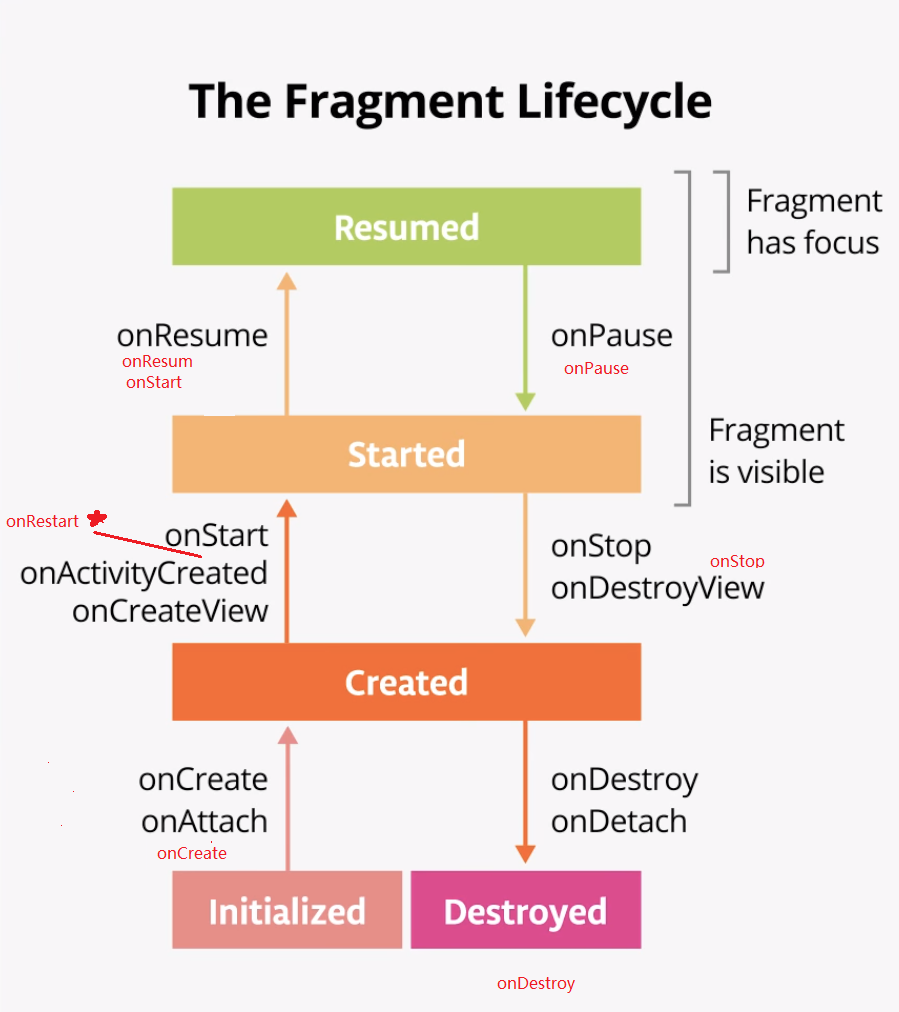 The Fragment Lifecycle
Resumed
Fragment
has focus
onResume
onResum
onStart
onPause
onPause
Started
Fragment
is visible
onRestart
onStart
onActivityCreated
onCreateView
onStop
onStop
onDestroyView
Created
onCreate
onAttach
onCreate
onDestroy
onDetach
Initialized
Destroyed
onDestroy